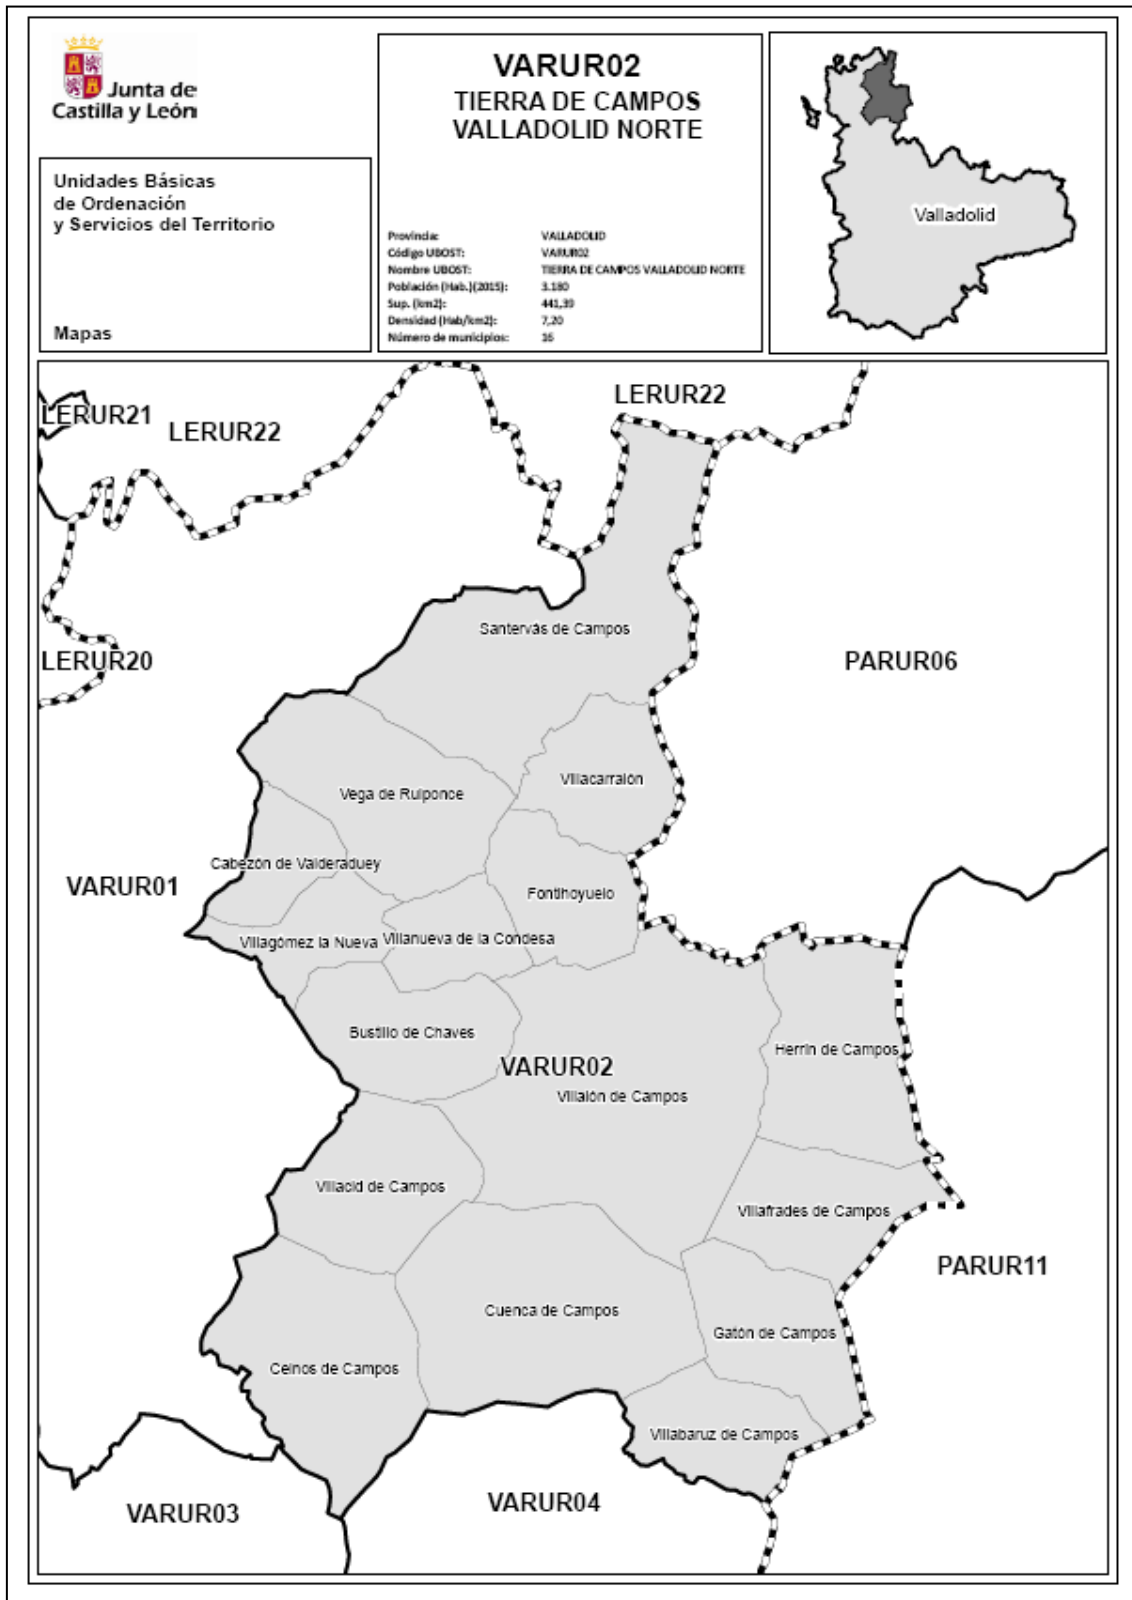 Junta de
Castilla y León
VARUR02
TIERRA DE CAMPOS
VALLADOLID NORTE
Unidades Básicas
de Ordenación
y Servicios del Territorio
Mapas
Provincia: VALLADOLID
Código UBOST: VARUR02
Nombre UBOST: TIERRA DE CAMPOS VALLADOLID NORTE
Población (Hab.)(2015): 3.180
Sup. (km2): 441,39
Densidad (Hab/km2): 7,20
Número de municipios: 16
Valladolid
LERUR21
LERUR22
LERUR22
Santervás de Campos
LERUR20
PARUR06
Villacarralón
Vega de Ruiponce
Cabezón de Valderaduey
VARUR01
Fontihoyuelo
Villagómez la Nueva
Villanueva de la Condesa
Bustillo de Chaves
Herrín de Campos
VARUR02
Villalón de Campos
Villacid de Campos
Villafrades de Campos
PARUR11
Cuenca de Campos
Gatón de Campos
Ceinos de Campos
Villabaruz de Campos
VARUR03
VARUR04